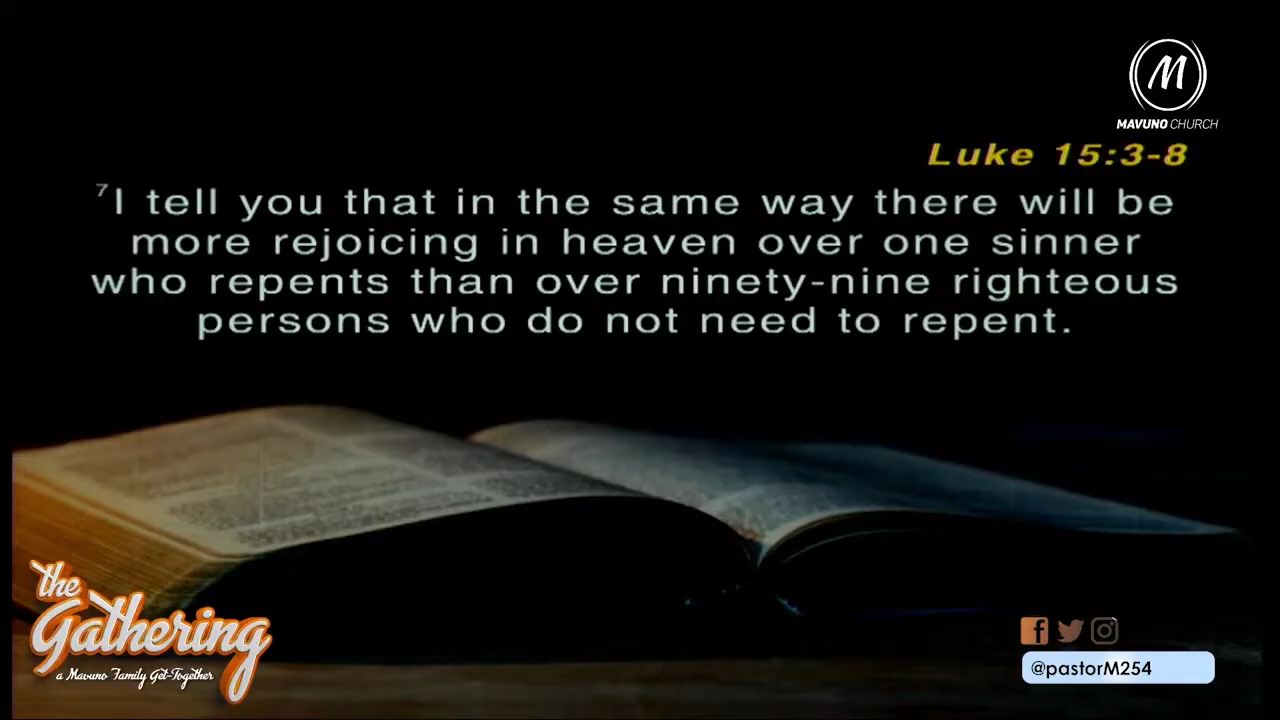 M
MAVUNO CHURCH
Luke 15:3-8
7I tell you that in the same way there will be
more rejoicing in heaven over one sinner
who repents than over ninety-nine righteous
persons who do not need to repent.
the
Gathering
a Mavuno Family Get-Together
@pastorM254